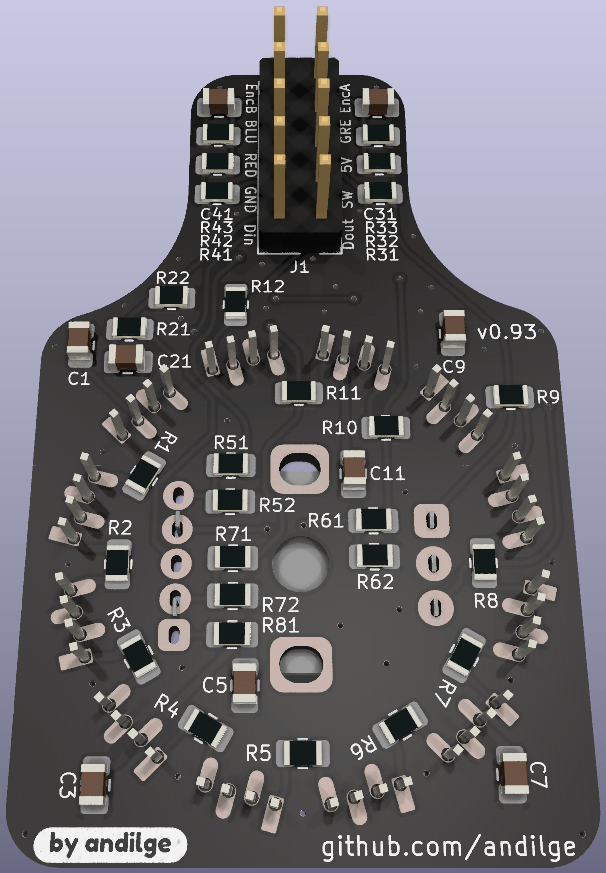 EncB
BLU
RED
GND
Din
EncA
GRE
5V
SW
Dout
C41
R43
R42
R41
C31
R33
R32
R31
J1
R22
R12
R21
C21
C1
C9
v0.93
R11
R9
R10
R1
R51
C11
R52
R61
R2
R71
R62
R72
R8
R81
R3
C5
R7
R4
R5
R6
C3
C7
by andilge
github.com/andilge